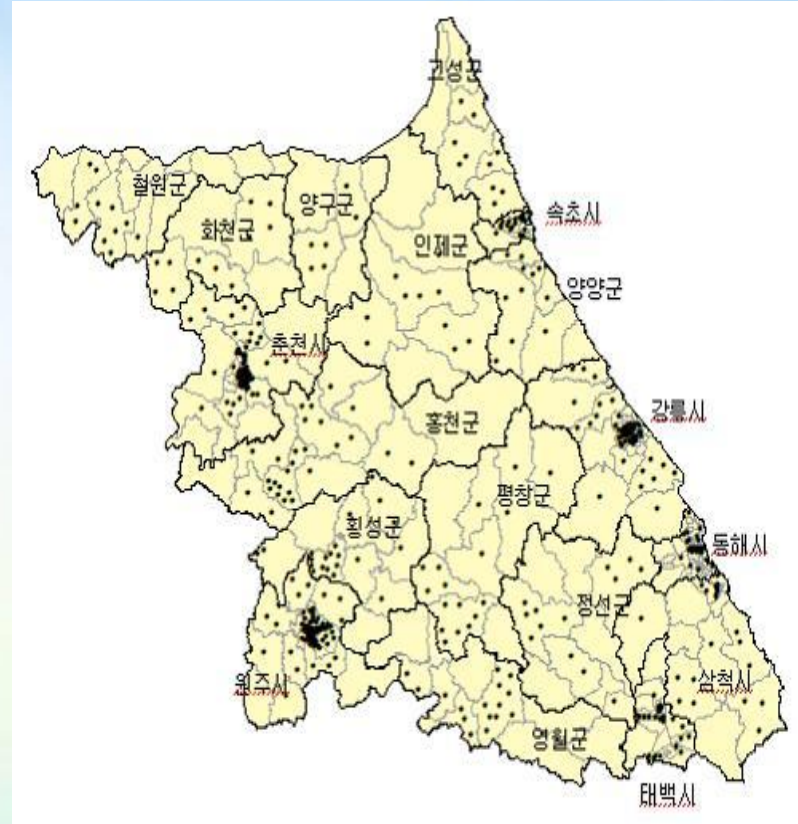 고성군
철원군
양구군
속초시
화천군
인제군
양양군
춘천시
강릉시
홍천군
평창군
횡성군
동해시
정선군
원주시
삼척시
영월군
태백시